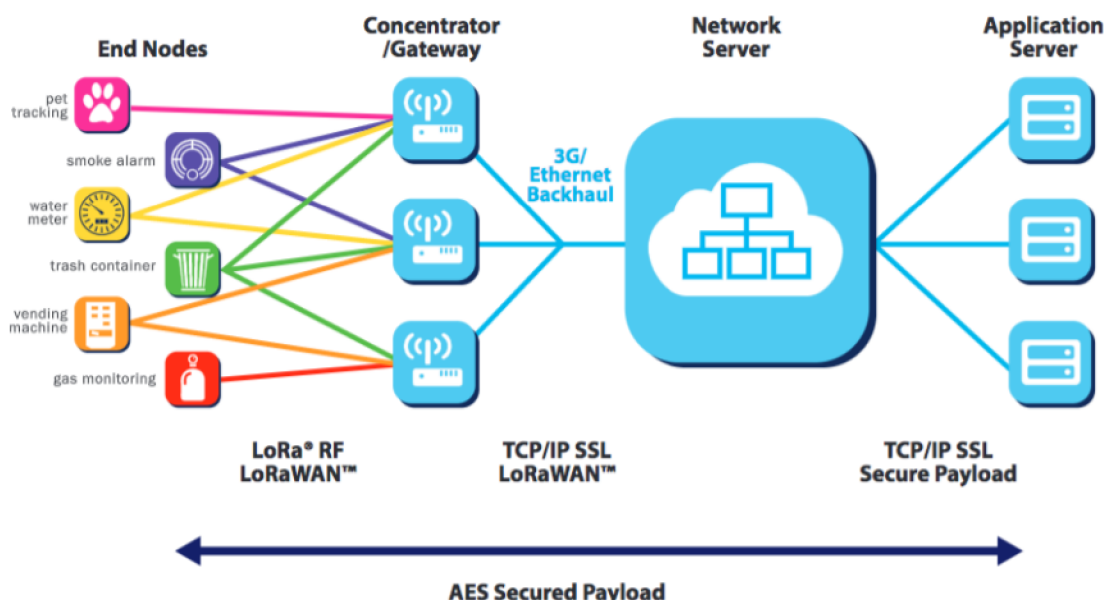 End Nodes
Concentrator
/Gateway
Network
Server
Application
Server
pet
tracking
smoke alarm
water
meter
trash container
vending
machine
gas monitoring
3G/
Ethernet
Backhaul
LoRa® RF
LoRaWAN™
TCP/IP SSL
LoRaWAN™
TCP/IP SSL
Secure Payload
AES Secured Payload